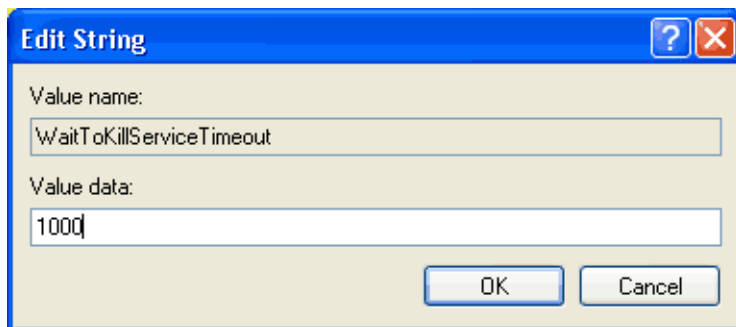 Edit String
Value name:
WaitToKillServiceTimeout
Value data:
1000
OK Cancel